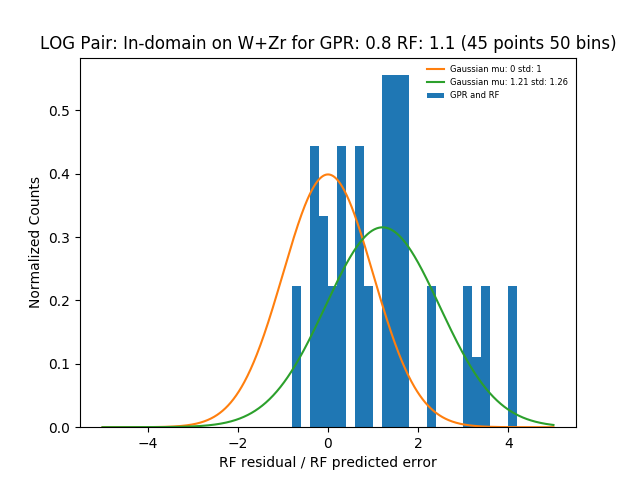 LOG Pair: In-domain on W+Zr for GPR: 0.8 RF: 1.1 (45 points 50 bins)
Gaussian mu: 0 std: 1
Gaussian mu: 1.21 std: 1.26
GPR and RF
Normalized Counts
0.5
0.4
0.3
0.2
0.1
0.0
−4
−2
0
2
4
RF residual / RF predicted error